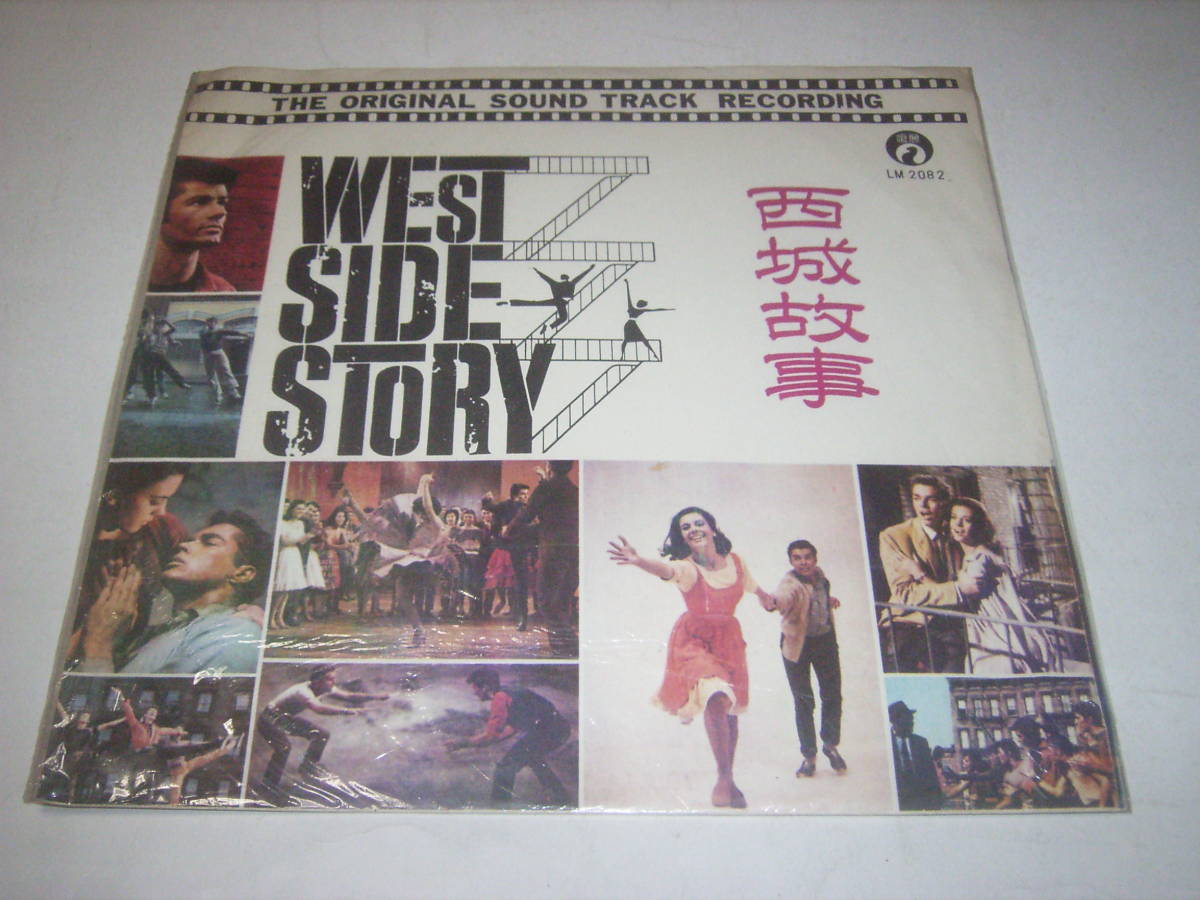 THE ORIGINAL SOUND TRACK RECORDING
LM 2082
WEST
SIDE
STORY
西城故事